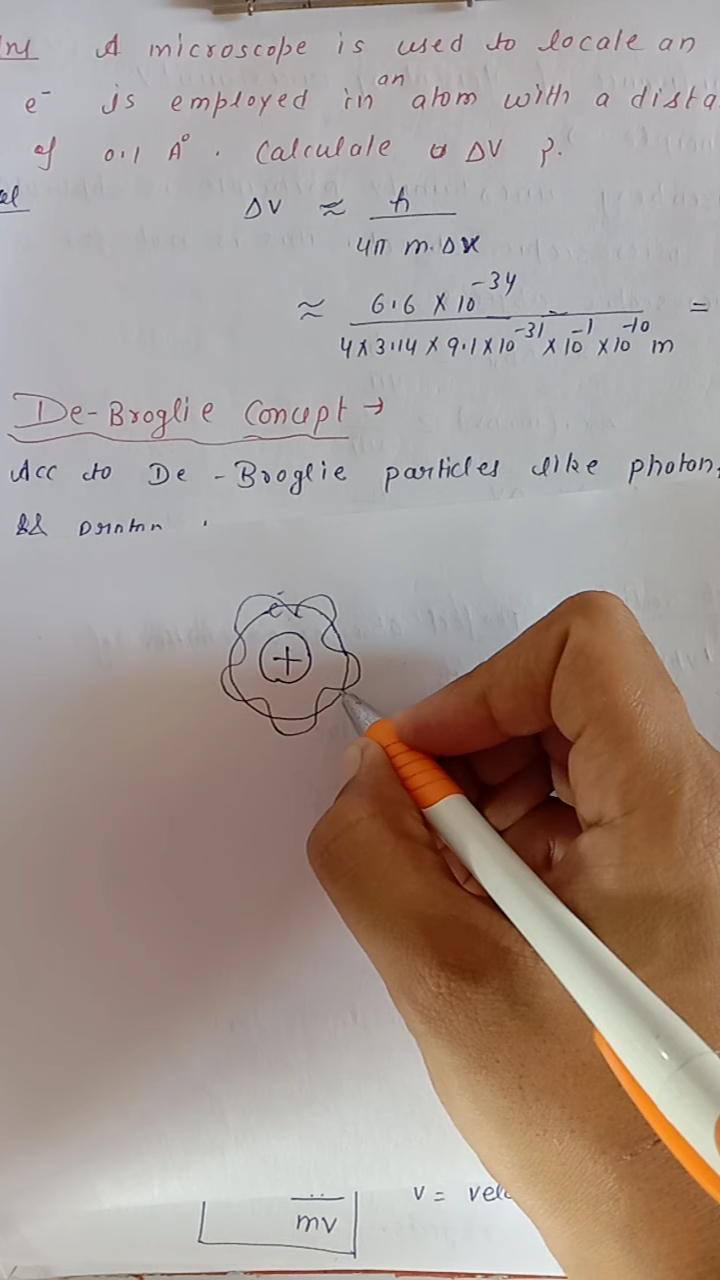 A microscope is used to locale an
e⁻ is employed in an atom with a dista
of 0.1 A° . Calculate ΔV ?.
ΔV ≈ ħ / 4π m.Δx
≈ 6.6 × 10⁻³⁴ / 4×3.14 × 9.1×10⁻³¹ × 10⁻¹ × 10⁻¹⁰ m =
De-Broglie Concept →
Acc to De-Broglie particles like photon,
+
mv
v =